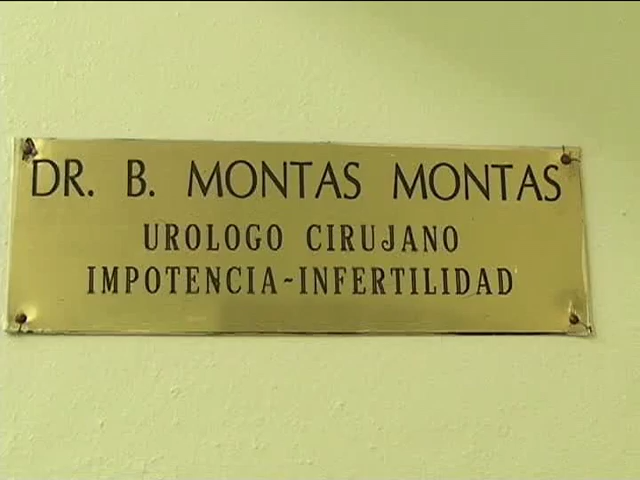 DR. B. MONTAS MONTAS
UROLOGO CIRUJANO
IMPOTENCIA-INFERTILIDAD